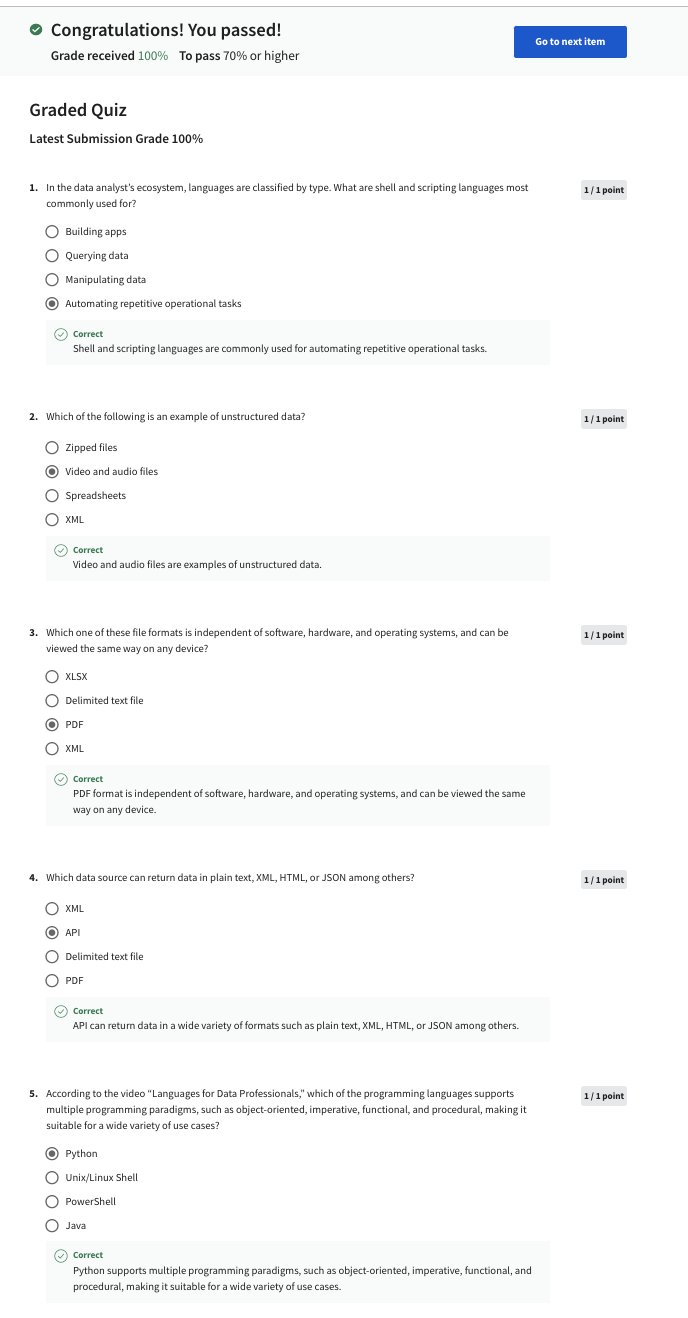 Congratulations! You passed!
Grade received 100% To pass 70% or higher
Go to next item
Graded Quiz
Latest Submission Grade 100%
1. In the data analyst's ecosystem, languages are classified by type. What are shell and scripting languages most
commonly used for?
1 / 1 point
Building apps
Querying data
Manipulating data
Automating repetitive operational tasks
Correct
Shell and scripting languages are commonly used for automating repetitive operational tasks.
2. Which of the following is an example of unstructured data?
1 / 1 point
Zipped files
Video and audio files
Spreadsheets
XML
Correct
Video and audio files are examples of unstructured data.
3. Which one of these file formats is independent of software, hardware, and operating systems, and can be
viewed the same way on any device?
1 / 1 point
XLSX
Delimited text file
PDF
XML
Correct
PDF format is independent of software, hardware, and operating systems, and can be viewed the same
way on any device.
4. Which data source can return data in plain text, XML, HTML, or JSON among others?
1 / 1 point
XML
API
Delimited text file
PDF
Correct
API can return data in a wide variety of formats such as plain text, XML, HTML, or JSON among others.
5. According to the video “Languages for Data Professionals,” which of the programming languages supports
multiple programming paradigms, such as object-oriented, imperative, functional, and procedural, making it
suitable for a wide variety of use cases?
1 / 1 point
Python
Unix/Linux Shell
PowerShell
Java
Correct
Python supports multiple programming paradigms, such as object-oriented, imperative, functional, and
procedural, making it suitable for a wide variety of use cases.